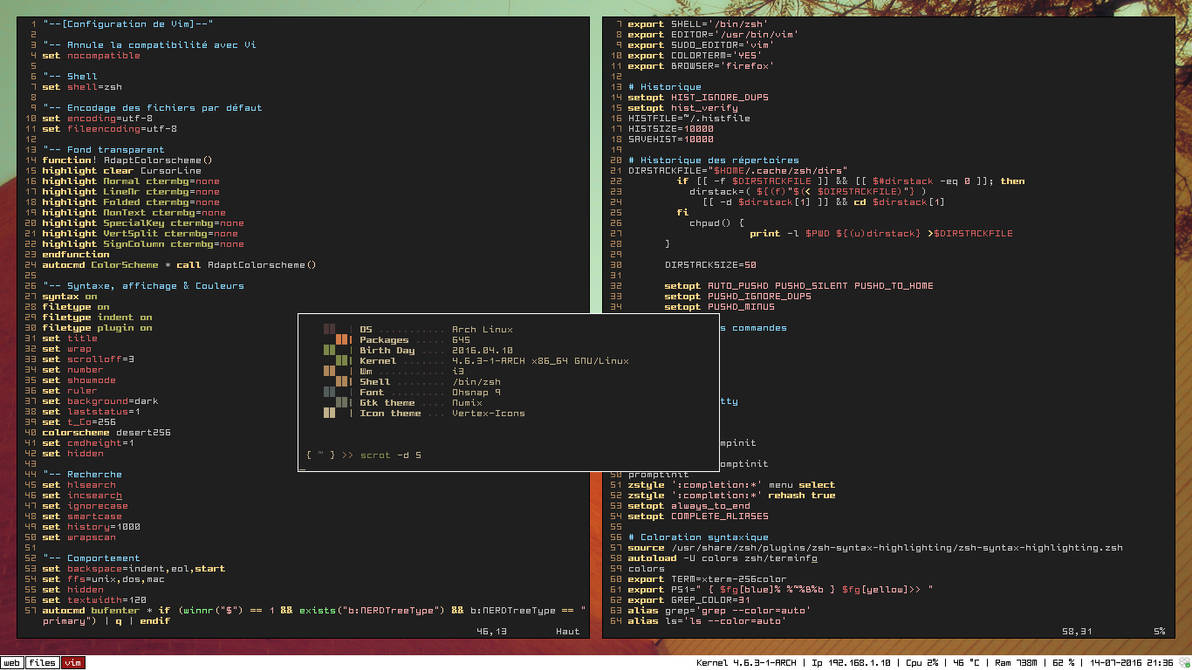 1 "--[Configuration de Vim]--"
2
3 "-- Annule la compatibilité avec Vi
4 set nocompatible
5
6 "-- Shell
7 set shell=zsh
8
9 "-- Encodage des fichiers par défaut
10 set encoding=utf-8
11 set fileencoding=utf-8
12
13 "-- Fond transparent
14 function! AdaptColorscheme()
15 highlight clear CursorLine
16 highlight Normal ctermbg=none
17 highlight LineNr ctermbg=none
18 highlight Folded ctermbg=none
19 highlight NonText ctermbg=none
20 highlight SpecialKey ctermbg=none
21 highlight VertSplit ctermbg=none
22 highlight SignColumn ctermbg=none
23 endfunction
24 autocmd ColorScheme * call AdaptColorscheme()
25
26 "-- Syntaxe, affichage & Couleurs
27 syntax on
28 filetype on
29 filetype indent on
30 filetype plugin on
31 set title
32 set wrap
33 set scrolloff=3
34 set number
35 set showmode
36 set ruler
37 set background=dark
38 set laststatus=1
39 set t_Co=256
40 colorscheme desert256
41 set cmdheight=1
42 set hidden
43
44 "-- Recherche
45 set hlsearch
46 set incsearch
47 set ignorecase
48 set smartcase
49 set history=1000
50 set wrapscan
51
52 "-- Comportement
53 set backspace=indent,eol,start
54 set ffs=unix,dos,mac
55 set hidden
56 set textwidth=120
57 autocmd bufenter * if (winnr("$") == 1 && exists("b:NERDTreeType") && b:NERDTreeType == "
primary") | q | endif
46,13 Haut
7 export SHELL='/bin/zsh'
8 export EDITOR='/usr/bin/vim'
9 export SUDO_EDITOR='vim'
10 export COLORTERM='YES'
11 export BROWSER='firefox'
12
13 # Historique
14 setopt HIST_IGNORE_DUPS
15 setopt hist_verify
16 HISTFILE=~/.histfile
17 HISTSIZE=10000
18 SAVEHIST=10000
19
20 # Historique des répertoires
21 DIRSTACKFILE="$HOME/.cache/zsh/dirs"
22 if [[ -f $DIRSTACKFILE ]] && [[ $#dirstack -eq 0 ]]; then
23 dirstack=( ${(f)"$(< $DIRSTACKFILE)"} )
24 [[ -d $dirstack[1] ]] && cd $dirstack[1]
25 fi
26 chpwd() {
27 print -l $PWD ${(u)dirstack} >$DIRSTACKFILE
28 }
29
30 DIRSTACKSIZE=50
31
32 setopt AUTO_PUSHD PUSHD_SILENT PUSHD_TO_HOME
33 setopt PUSHD_IGNORE_DUPS
34 setopt PUSHD_MINUS
s commandes
tty
mpinit
omptinit
50 promptinit
51 zstyle ':completion:*' menu select
52 zstyle ':completion:*' rehash true
53 setopt always_to_end
54 setopt COMPLETE_ALIASES
55
56 # Coloration syntaxique
57 source /usr/share/zsh/plugins/zsh-syntax-highlighting/zsh-syntax-highlighting.zsh
58 autoload -U colors zsh/terminfo
59 colors
60 export TERM=xterm-256color
61 export PS1=" { $fg[blue]% %~%B%b } $fg[yellow]>> "
62 export GREP_COLOR=31
63 alias grep='grep --color=auto'
64 alias ls='ls --color=auto'
58,31 5%
| OS ........... Arch Linux
| Packages ..... 645
| Birth Day .... 2016.04.10
| Kernel ....... 4.6.3-1-ARCH x86_64 GNU/Linux
| Wm ........... i3
| Shell ........ /bin/zsh
| Font ......... Ohsnap 9
| Gtk theme .... Numix
| Icon theme ... Vertex-Icons
{ ~ } >> scrot -d 5
web files vim
Kernel 4.6.3-1-ARCH | Ip 192.168.1.10 | Cpu 2% | 46 °C | Ram 738M | 62 % | 14-07-2016 21:36